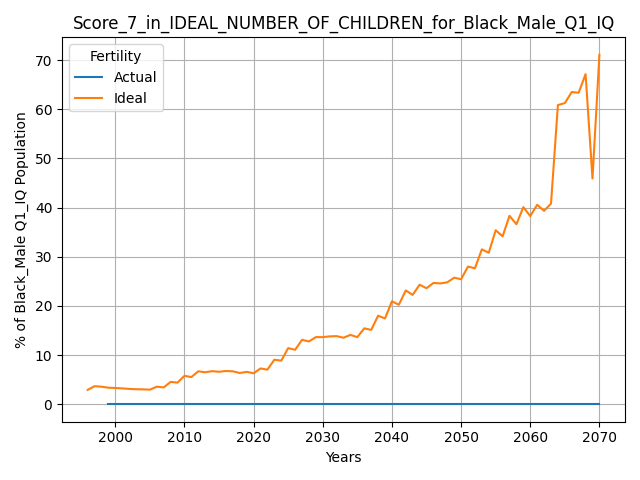 Score_7_in_IDEAL_NUMBER_OF_CHILDREN_for_Black_Male_Q1_IQ
Fertility
Actual
Ideal
% of Black_Male Q1_IQ Population
70
60
50
40
30
20
10
0
2000 2010 2020 2030 2040 2050 2060 2070
Years